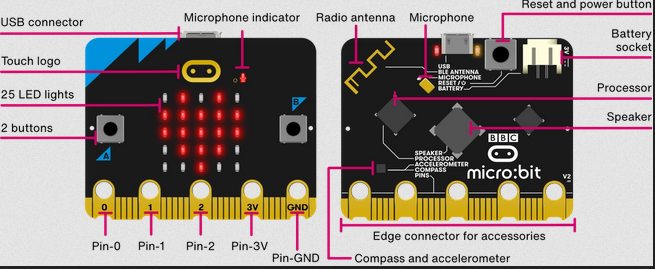 USB connector
Microphone indicator
Touch logo
25 LED lights
2 buttons
A
B
0
1
2
3V
GND
Pin-0
Pin-1
Pin-2
Pin-3V
Pin-GND
Radio antenna
Microphone
Reset and power button
Battery
socket
Processor
Speaker
3V
USB
BLE ANTENNA
MICROPHONE
RESET /
BATTERY
SPEAKER
PROCESSOR
ACCELEROMETER
COMPASS
PINS
BBC
micro:bit
V2
Edge connector for accessories
Compass and accelerometer